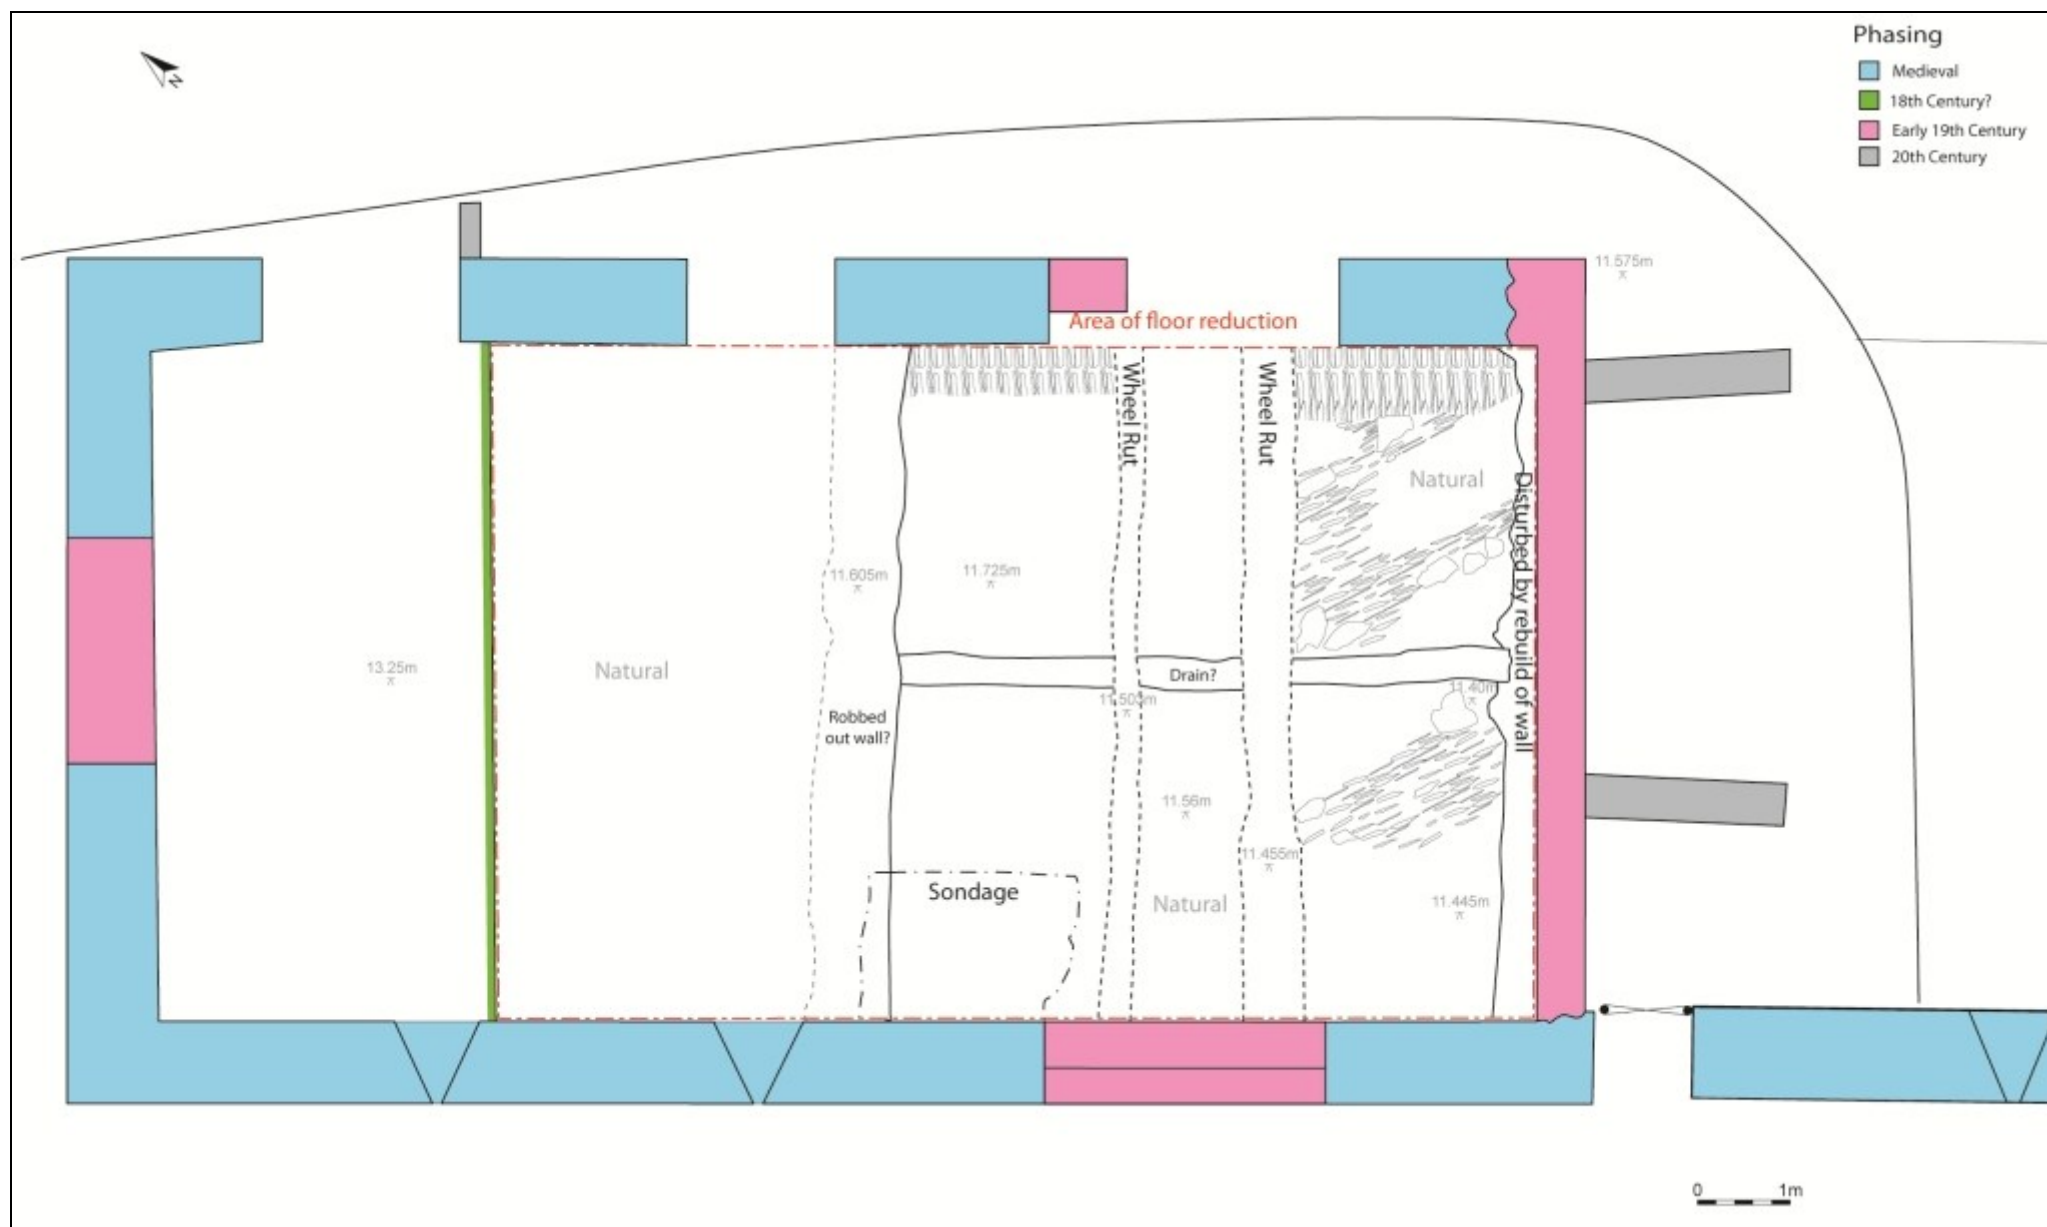 Phasing
Medieval
18th Century?
Early 19th Century
20th Century
N
11.575m
Area of floor reduction
Wheel Rut
Wheel Rut
Natural
Disturbed by rebuild of wall
11.605m
11.725m
13.25m
Natural
Drain?
11.40m
Robbed
out wall?
11.56m
11.455m
Sondage
Natural
11.445m
0 1m